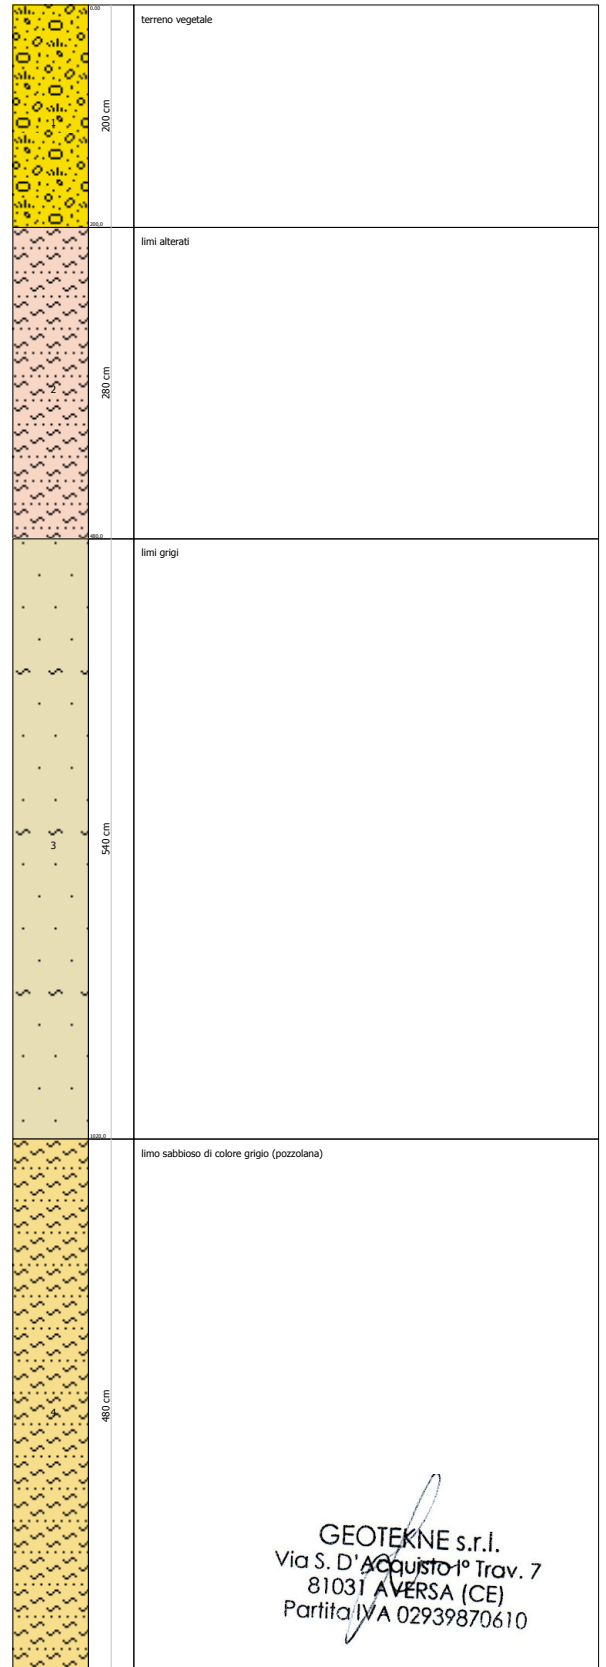 0,00
terreno vegetale
1
200 cm
200,0
limi alterati
2
280 cm
480,0
limi grigi
3
540 cm
1020,0
limo sabbioso di colore grigio (pozzolana)
4
480 cm
GEOTEKNE s.r.l.
Via S. D'Acquisto I° Trav. 7
81031 AVERSA (CE)
Partita IVA 02939870610